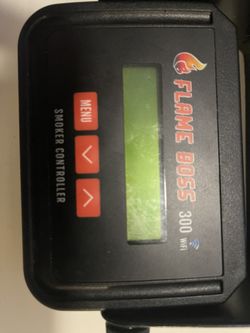 FLAME BOSS
300 WiFi
MENU
SMOKER CONTROLLER